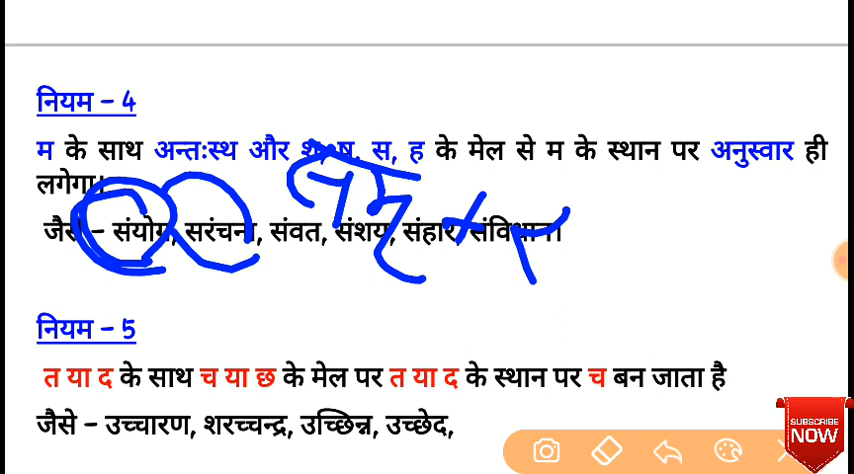 नियम – 4
म के साथ अन्तःस्थ और श, ष, स, ह के मेल से म के स्थान पर अनुस्वार ही
लगेगा।
जैसे – संयोग, सरंचना, संवत, संशय, संहार, संविधान।
नियम – 5
त या द के साथ च या छ के मेल पर त या द के स्थान पर च बन जाता है
जैसे – उच्चारण, शरच्चन्द्र, उच्छिन्न, उच्छेद,
SUBSCRIBE
NOW